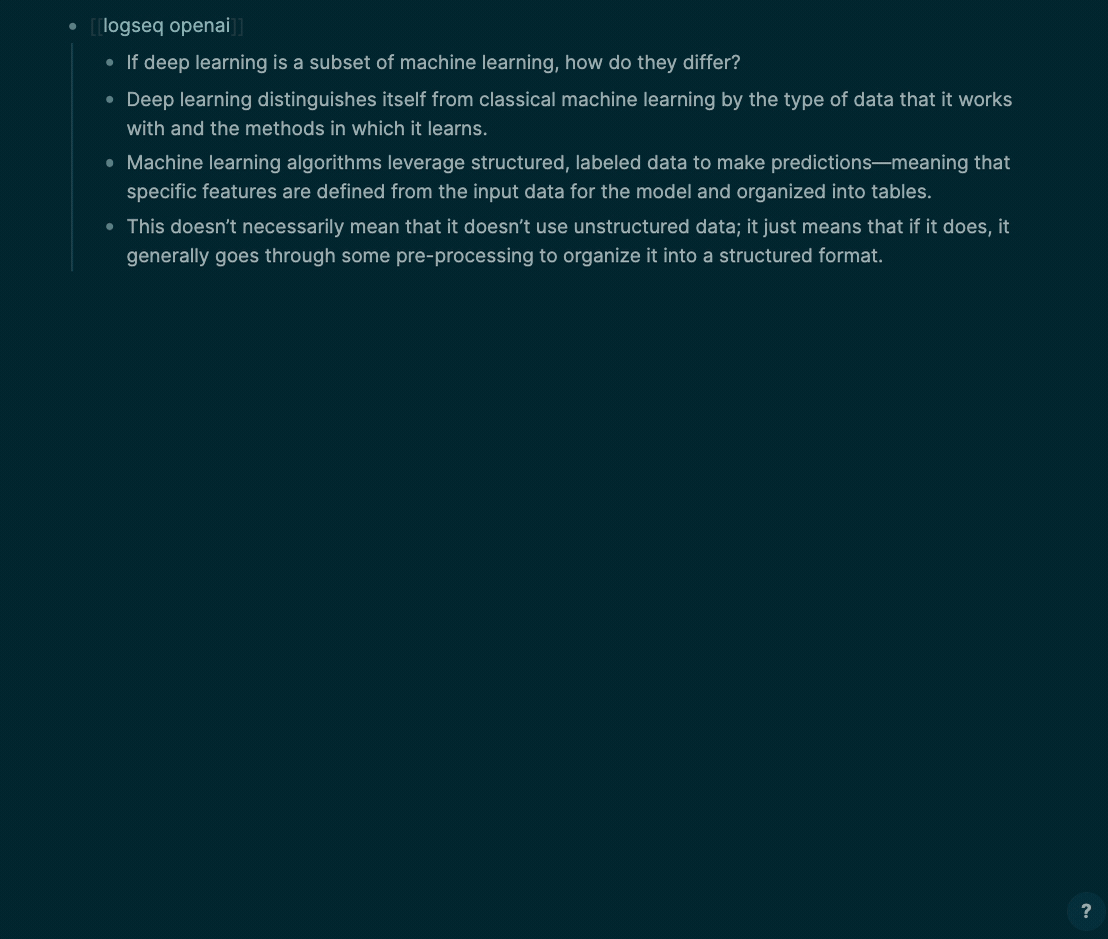 [[logseq openai]]
If deep learning is a subset of machine learning, how do they differ?
Deep learning distinguishes itself from classical machine learning by the type of data that it works
with and the methods in which it learns.
Machine learning algorithms leverage structured, labeled data to make predictions—meaning that
specific features are defined from the input data for the model and organized into tables.
This doesn’t necessarily mean that it doesn’t use unstructured data; it just means that if it does, it
generally goes through some pre-processing to organize it into a structured format.
?